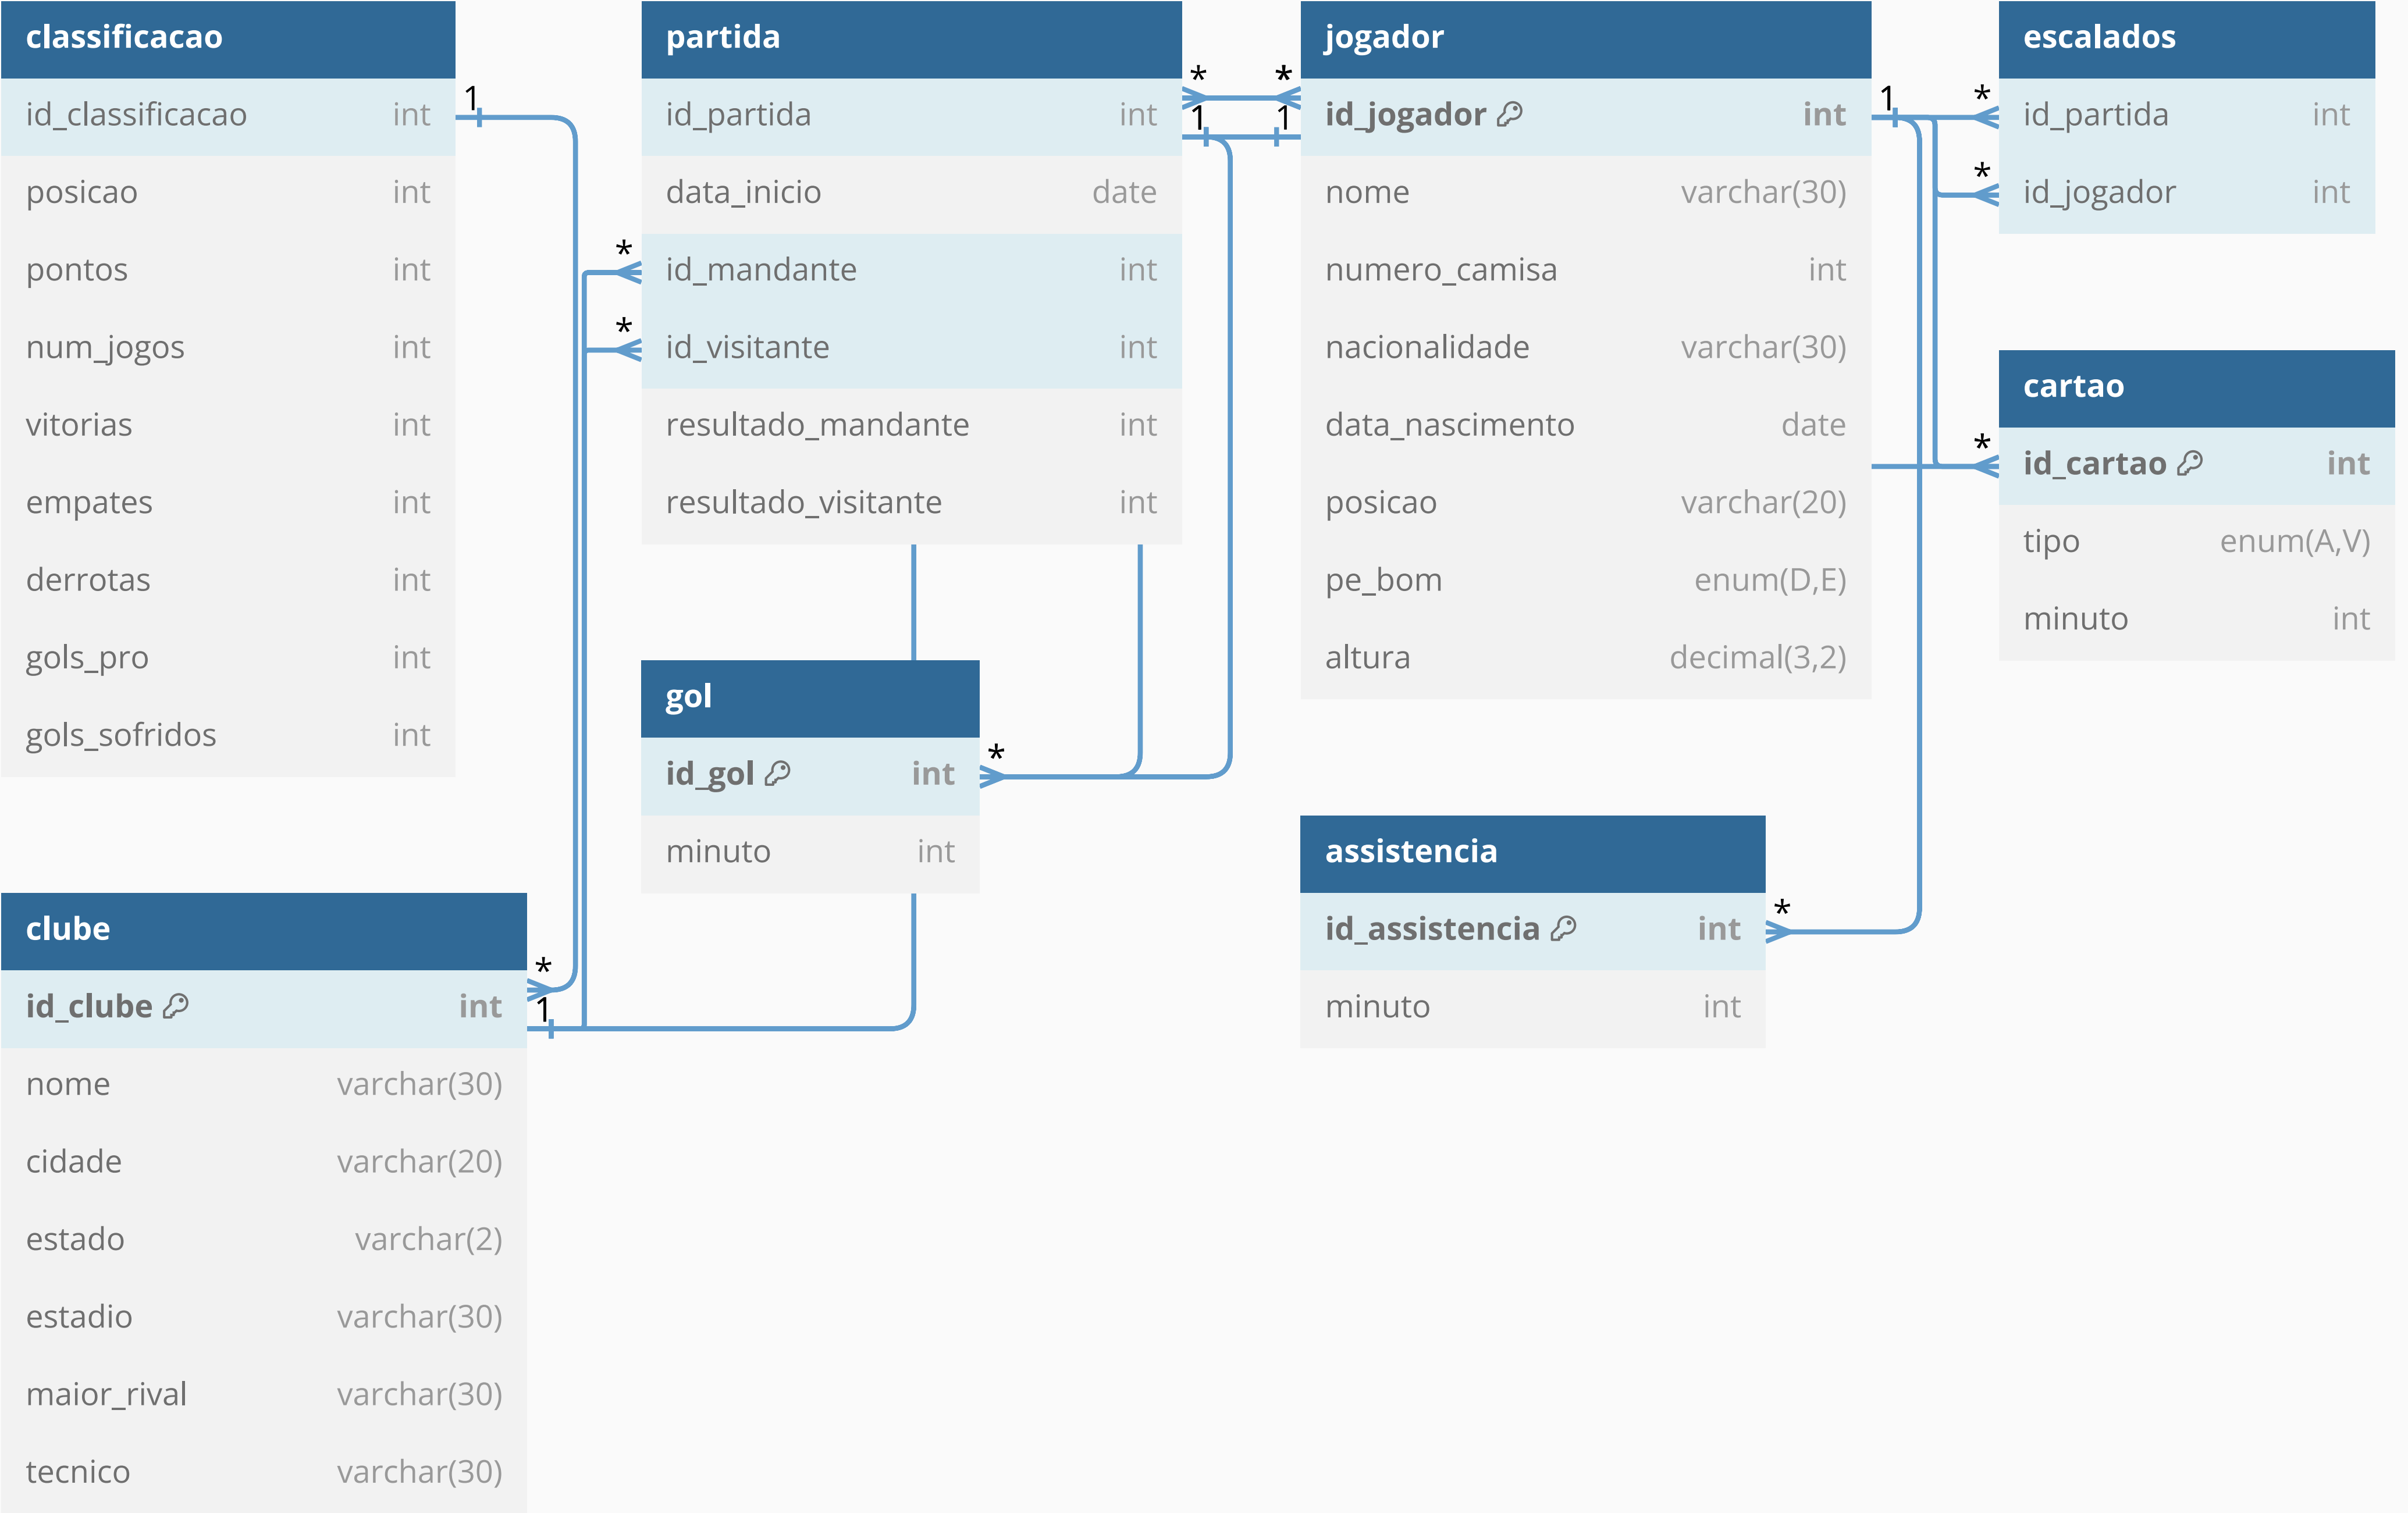 classificacao
id_classificacao int
posicao int
pontos int
num_jogos int
vitorias int
empates int
derrotas int
gols_pro int
gols_sofridos int
1
partida
id_partida int
data_inicio date
id_mandante int
id_visitante int
resultado_mandante int
resultado_visitante int
*
*
* *
1 1
jogador
id_jogador int
nome varchar(30)
numero_camisa int
nacionalidade varchar(30)
data_nascimento date
posicao varchar(20)
pe_bom enum(D,E)
altura decimal(3,2)
1 *
*
*
escalados
id_partida int
id_jogador int
cartao
id_cartao int
tipo enum(A,V)
minuto int
gol
id_gol int
minuto int
*
assistencia
id_assistencia int
minuto int
*
clube
id_clube int
nome varchar(30)
cidade varchar(20)
estado varchar(2)
estadio varchar(30)
maior_rival varchar(30)
tecnico varchar(30)
*
1